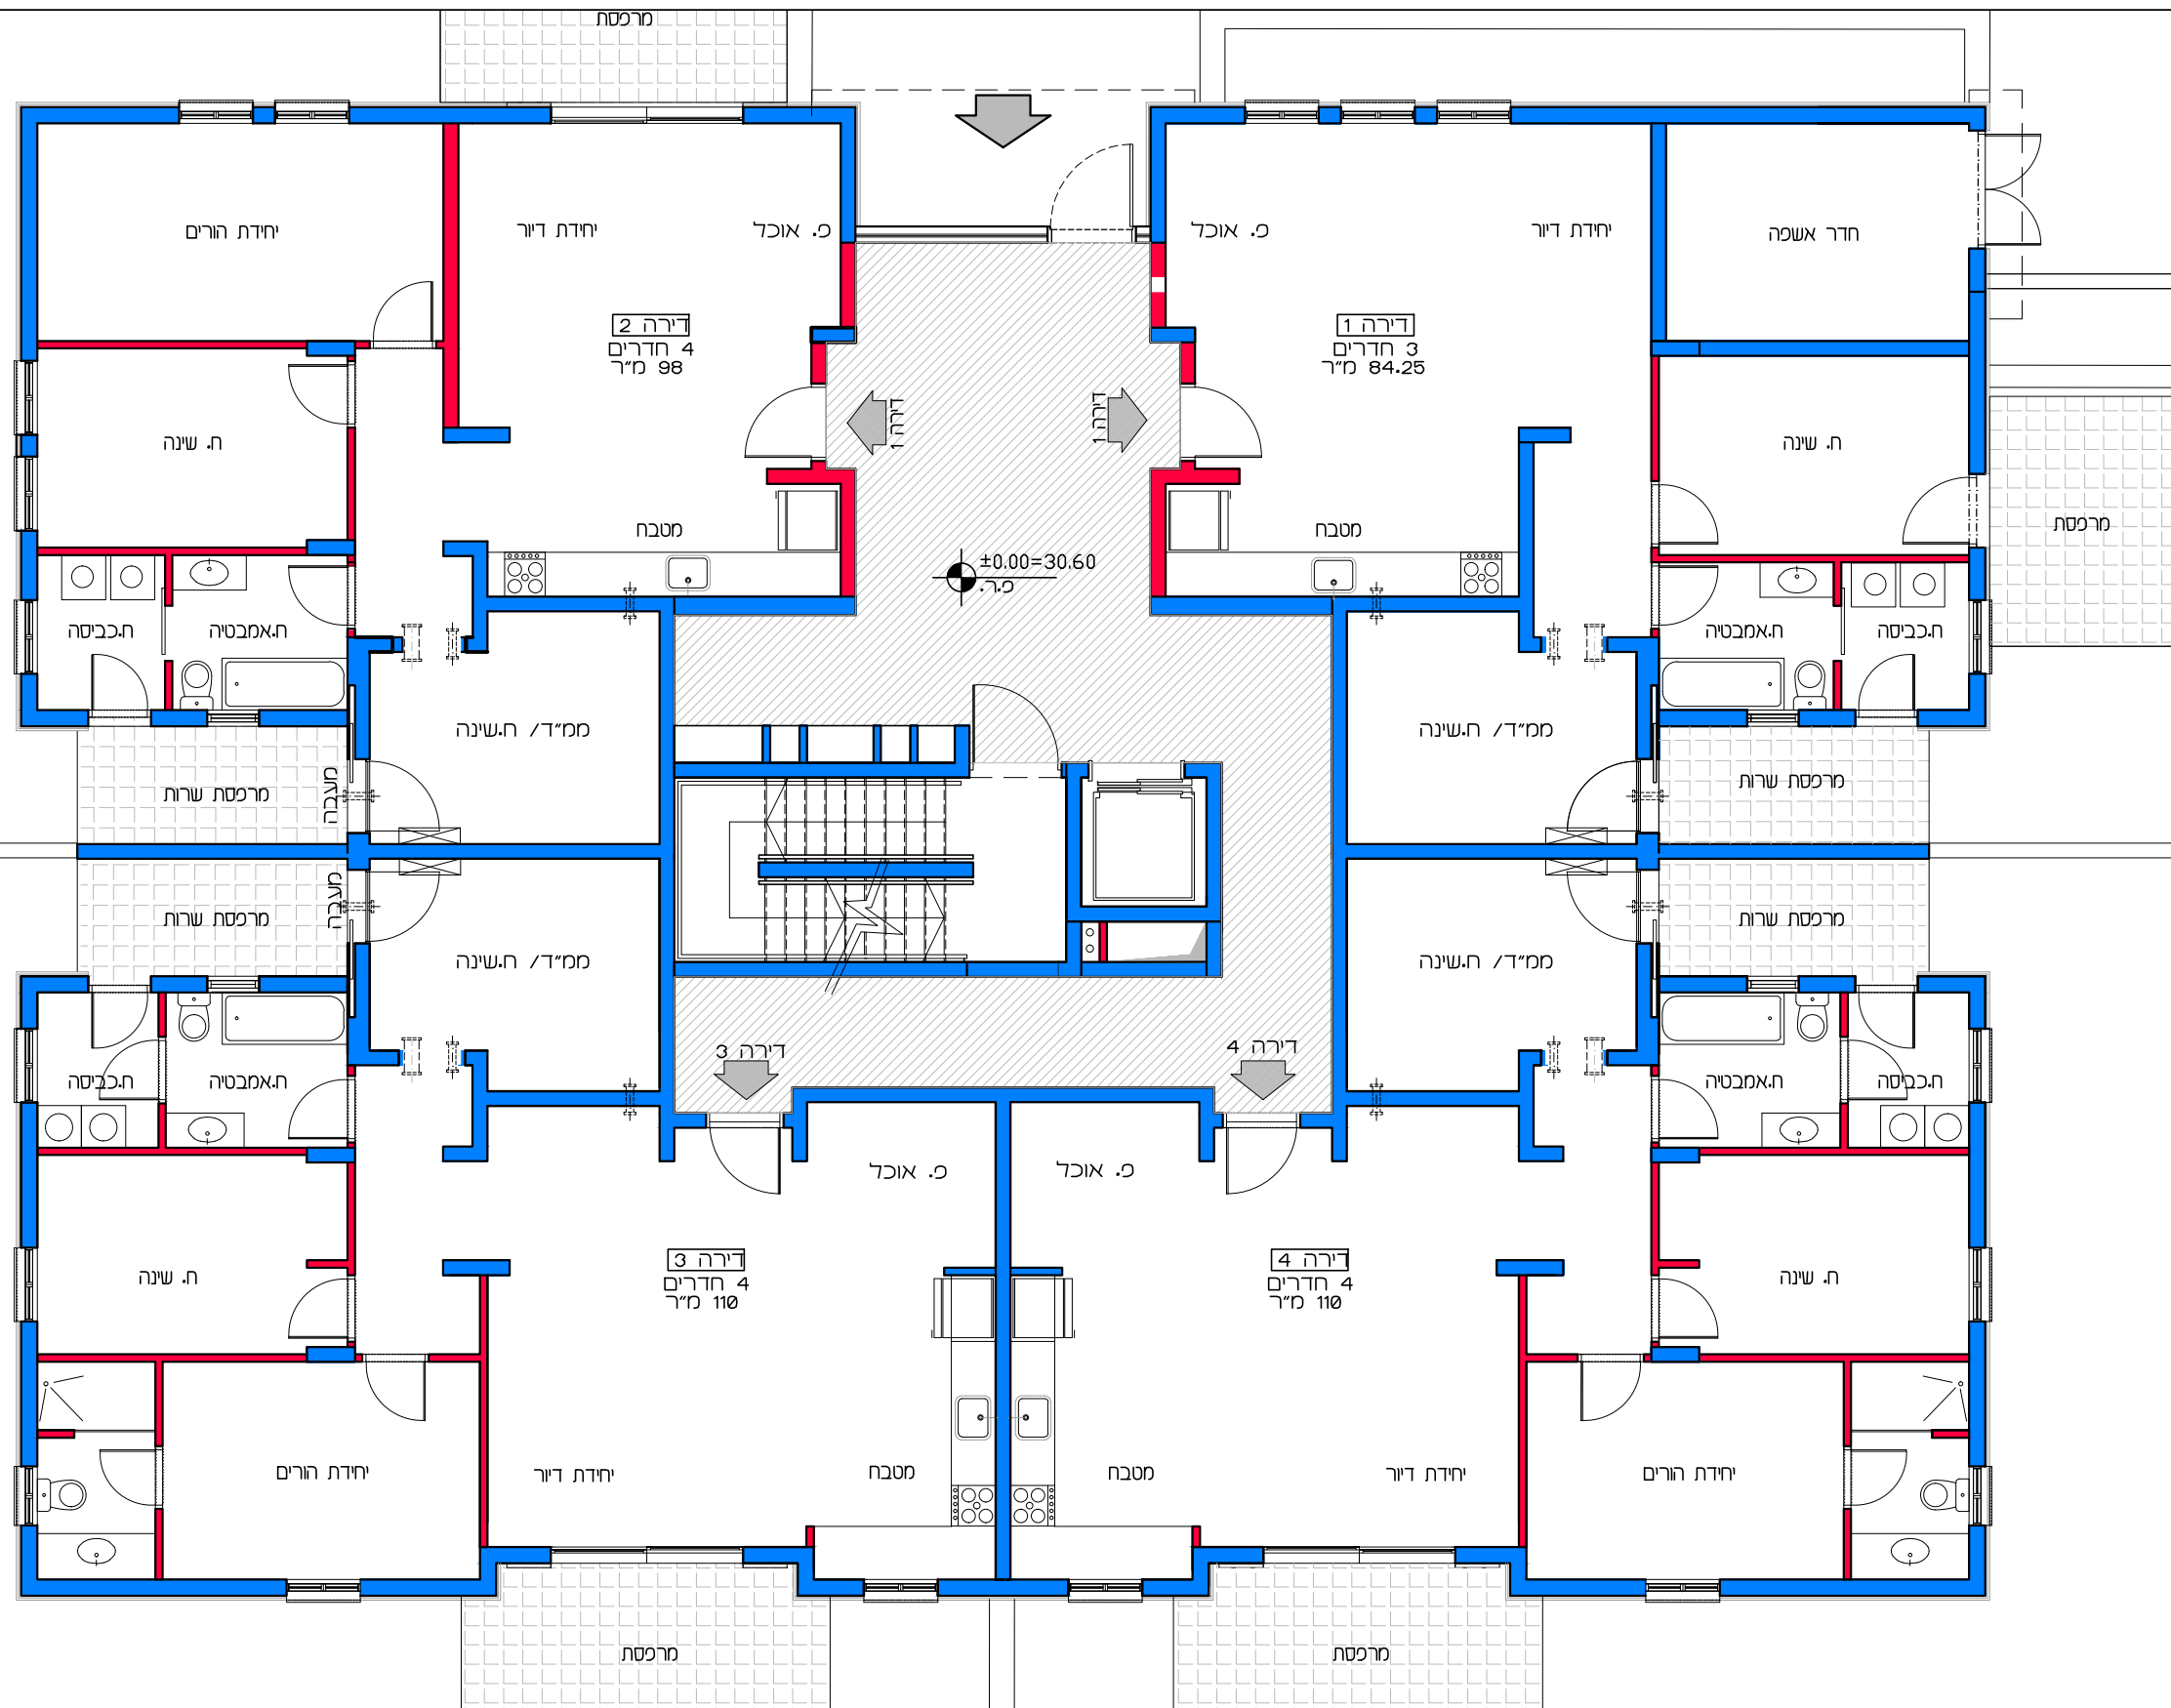 מרפסת
יחידת דיור
פ. אוכל
יחידת הורים
פ. אוכל
יחידת דיור
חדר אשפה
דירה 2
4 חדרים
98 מ"ר
דירה 1
3 חדרים
84.25 מ"ר
דירה 1
דירה 1
ח. שינה
ח. שינה
מטבח
מטבח
מרפסת
±0.00=30.60
פ.ר.
ח.כביסה
ח.אמבטיה
ח.אמבטיה
ח.כביסה
ממ"ד/ ח.שינה
ממ"ד/ ח.שינה
מרפסת שרות
מעבה
מרפסת שרות
מרפסת שרות
מעבה
מרפסת שרות
ממ"ד/ ח.שינה
ממ"ד/ ח.שינה
דירה 3
דירה 4
ח.כביסה
ח.אמבטיה
ח.אמבטיה
ח.כביסה
פ. אוכל
פ. אוכל
דירה 3
4 חדרים
110 מ"ר
דירה 4
4 חדרים
110 מ"ר
ח. שינה
ח. שינה
יחידת הורים
יחידת דיור
מטבח
מטבח
יחידת דיור
יחידת הורים
מרפסת
מרפסת